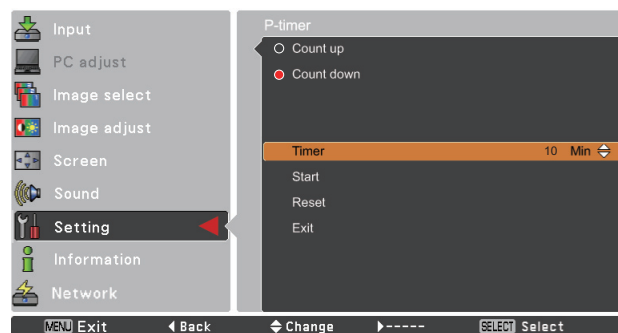 Input
PC adjust
Image select
Image adjust
Screen
Sound
Setting
Information
Network
P-timer
Count up
Count down
Timer 10 Min
Start
Reset
Exit
MENU Exit Back Change ----- SELECT Select